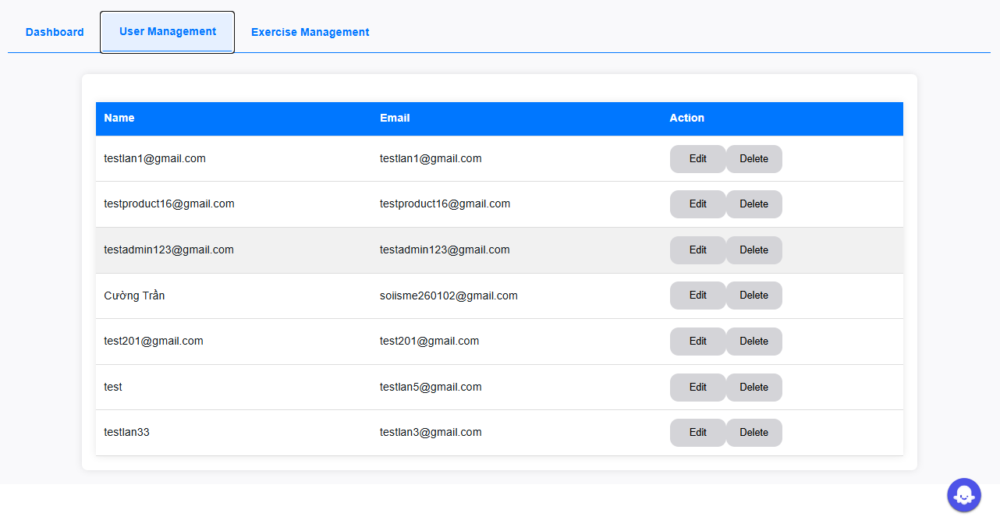 Dashboard User Management Exercise Management
Name Email Action
testlan1@gmail.com testlan1@gmail.com Edit Delete
testproduct16@gmail.com testproduct16@gmail.com Edit Delete
testadmin123@gmail.com testadmin123@gmail.com Edit Delete
Cường Trần soiisme260102@gmail.com Edit Delete
test201@gmail.com test201@gmail.com Edit Delete
test testlan5@gmail.com Edit Delete
testlan33 testlan3@gmail.com Edit Delete